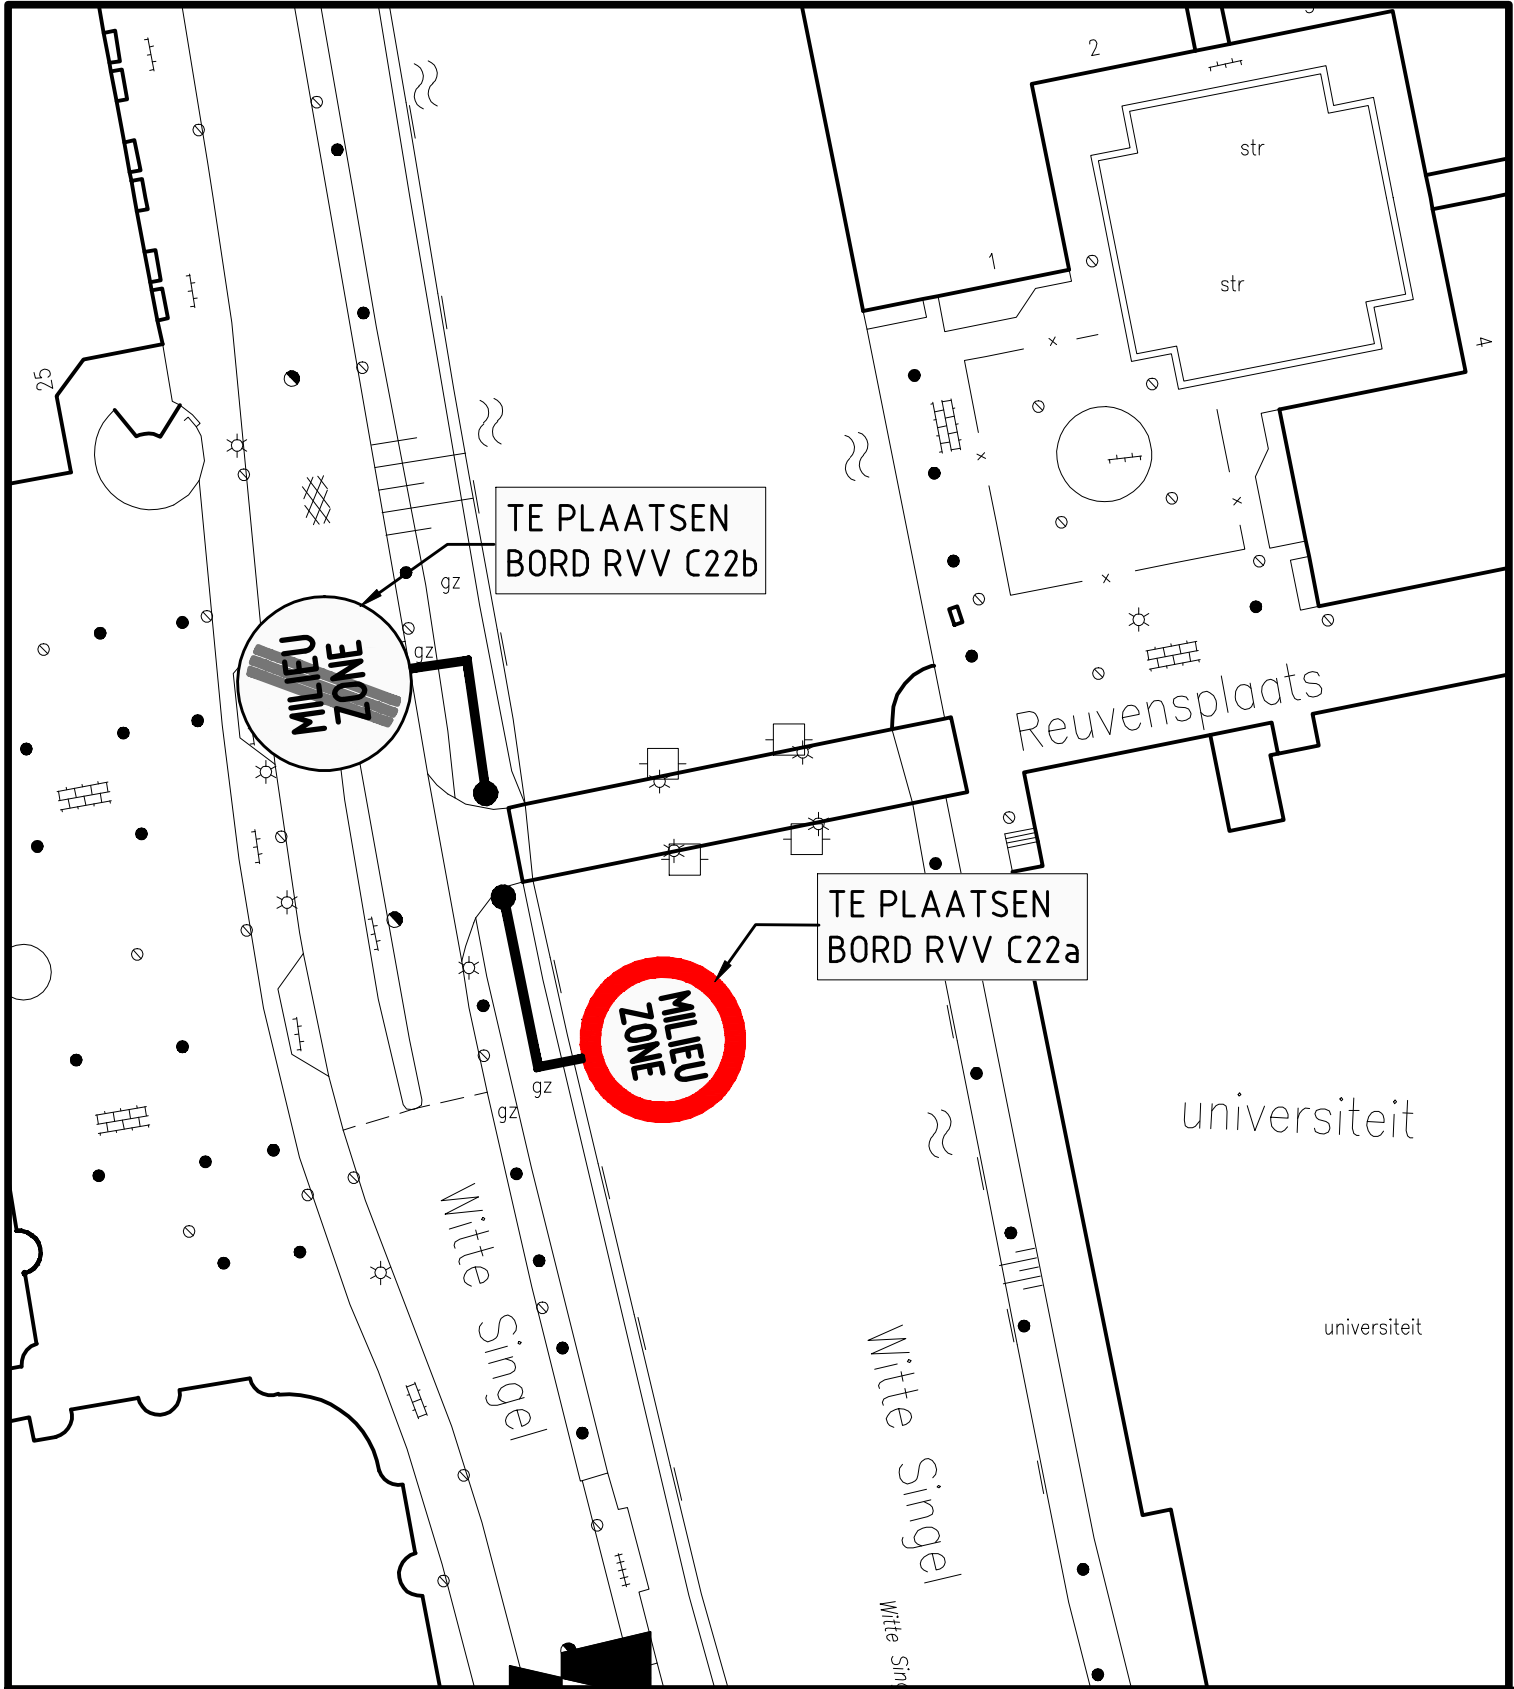 2
str
str
1
4
25
TE PLAATSEN
BORD RVV C22b
gz
gz
MILIEU
ZONE
Reuvensplaats
TE PLAATSEN
BORD RVV C22a
MILIEU
ZONE
gz
gz
universiteit
universiteit
Witte Singel
Witte Singel
Witte